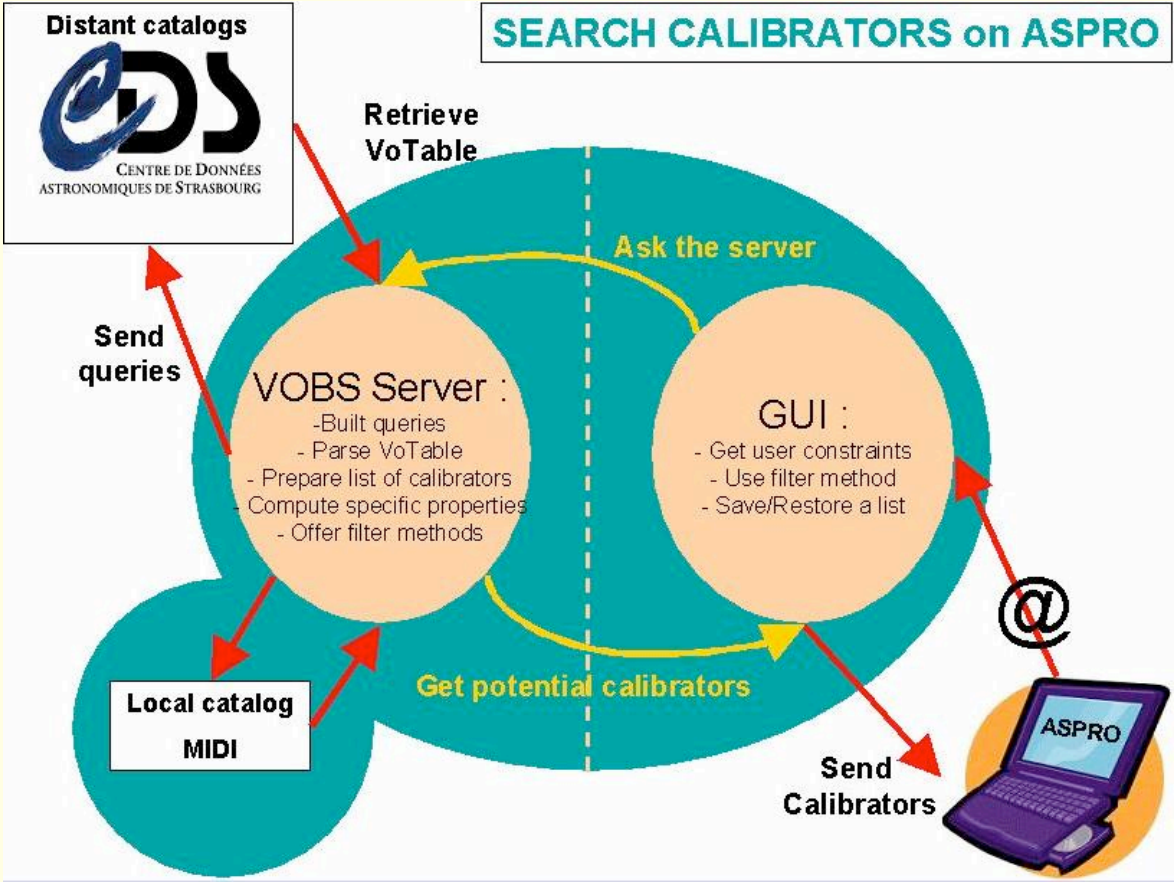 Distant catalogs
CDS
CENTRE DE DONNÉES
ASTRONOMIQUES DE STRASBOURG
SEARCH CALIBRATORS on ASPRO
Retrieve
VoTable
Ask the server
Send
queries
VOBS Server :
-Built queries
- Parse VoTable
- Prepare list of calibrators
- Compute specific properties
- Offer filter methods
GUI :
- Get user constraints
- Use filter method
- Save/Restore a list
@
Get potential calibrators
Local catalog
MIDI
ASPRO
Send
Calibrators